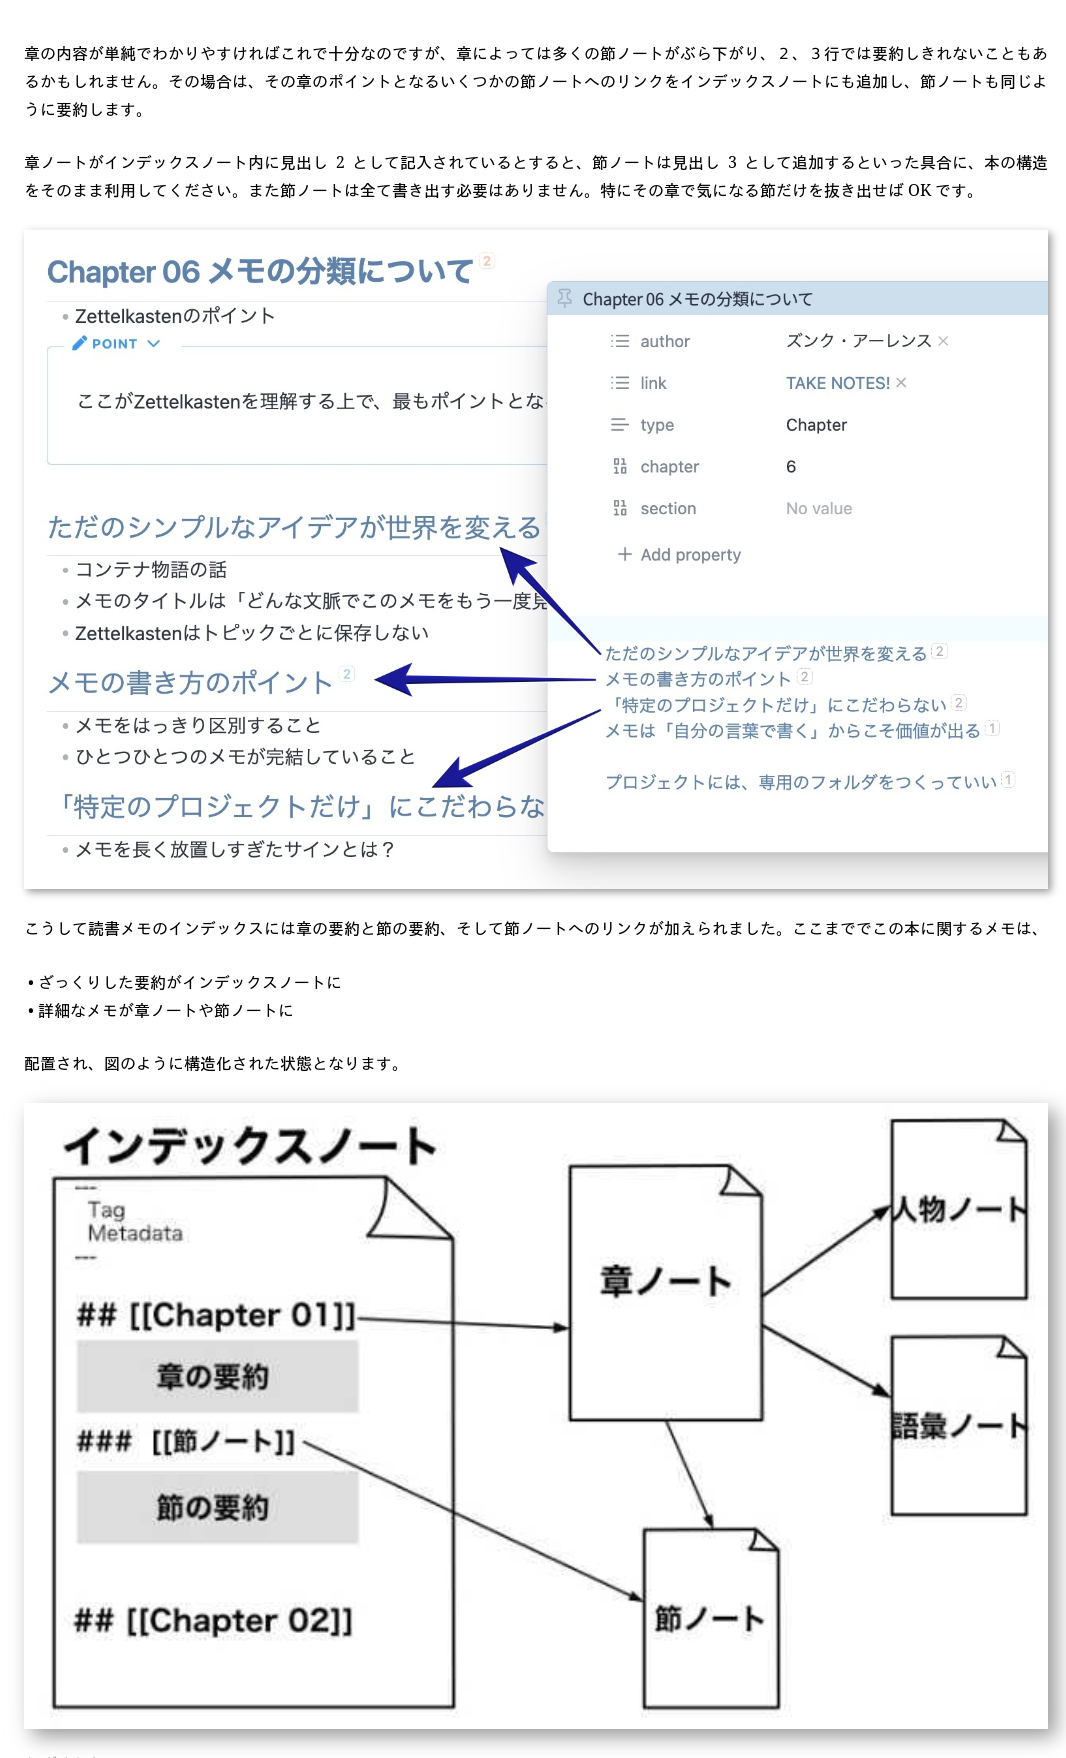 章の内容が単純でわかりやすければこれで十分なのですが、章によっては多くの節ノートがぶら下がり、２、３行では要約しきれないこともあ
るかもしれません。その場合は、その章のポイントとなるいくつかの節ノートへのリンクをインデックスノートにも追加し、節ノートも同じよ
うに要約します。
章ノートがインデックスノート内に見出し 2 として記入されているとすると、節ノートは見出し 3 として追加するといった具合に、本の構造
をそのまま利用してください。また節ノートは全て書き出す必要はありません。特にその章で気になる節だけを抜き出せば OK です。
Chapter 06 メモの分類について 2
• Zettelkastenのポイント
POINT
ここがZettelkastenを理解する上で、最もポイントとな
ただのシンプルなアイデアが世界を変える
• コンテナ物語の話
• メモのタイトルは「どんな文脈でこのメモをもう一度見
• Zettelkastenはトピックごとに保存しない
メモの書き方のポイント 2
• メモをはっきり区別すること
• ひとつひとつのメモが完結していること
「特定のプロジェクトだけ」にこだわらな
• メモを長く放置しすぎたサインとは？
Chapter 06 メモの分類について
author ズンク・アーレンス ×
link TAKE NOTES! ×
type Chapter
chapter 6
section No value
+ Add property
ただのシンプルなアイデアが世界を変える 2
メモの書き方のポイント 2
「特定のプロジェクトだけ」にこだわらない 2
メモは「自分の言葉で書く」からこそ価値が出る 1
プロジェクトには、専用のフォルダをつくっていい 1
こうして読書メモのインデックスには章の要約と節の要約、そして節ノートへのリンクが加えられました。ここまででこの本に関するメモは、
• ざっくりした要約がインデックスノートに
• 詳細なメモが章ノートや節ノートに
配置され、図のように構造化された状態となります。
インデックスノート
---
Tag
Metadata
---
## [[Chapter 01]]
章の要約
### [[節ノート]]
節の要約
## [[Chapter 02]]
章ノート
人物ノート
語彙ノート
節ノート